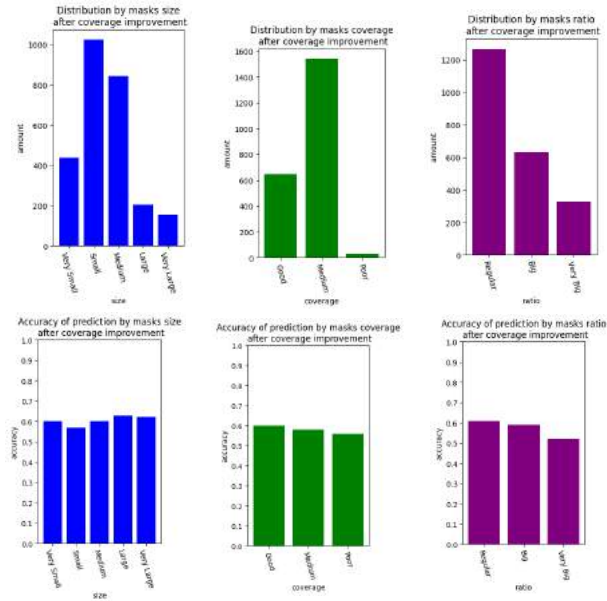 Distribution by masks size
after coverage improvement
1000
800
600
400
200
0
amount
Very Small
Small
Medium
Large
Very Large
size
Distribution by masks coverage
after coverage improvement
1600
1400
1200
1000
800
600
400
200
0
amount
Good
Medium
Poor
coverage
Distribution by masks ratio
after coverage improvement
1200
1000
800
600
400
200
0
amount
Regular
Big
Very Big
ratio
Accuracy of prediction by masks size
after coverage improvement
1.0
0.9
0.8
0.7
0.6
0.5
0.4
0.3
0.2
0.1
0.0
accuracy
Very Small
Small
Medium
Large
Very Large
size
Accuracy of prediction by masks coverage
after coverage improvement
1.0
0.9
0.8
0.7
0.6
0.5
0.4
0.3
0.2
0.1
0.0
accuracy
Good
Medium
Poor
coverage
Accuracy of prediction by masks ratio
after coverage improvement
1.0
0.9
0.8
0.7
0.6
0.5
0.4
0.3
0.2
0.1
0.0
accuracy
Regular
Big
Very Big
ratio